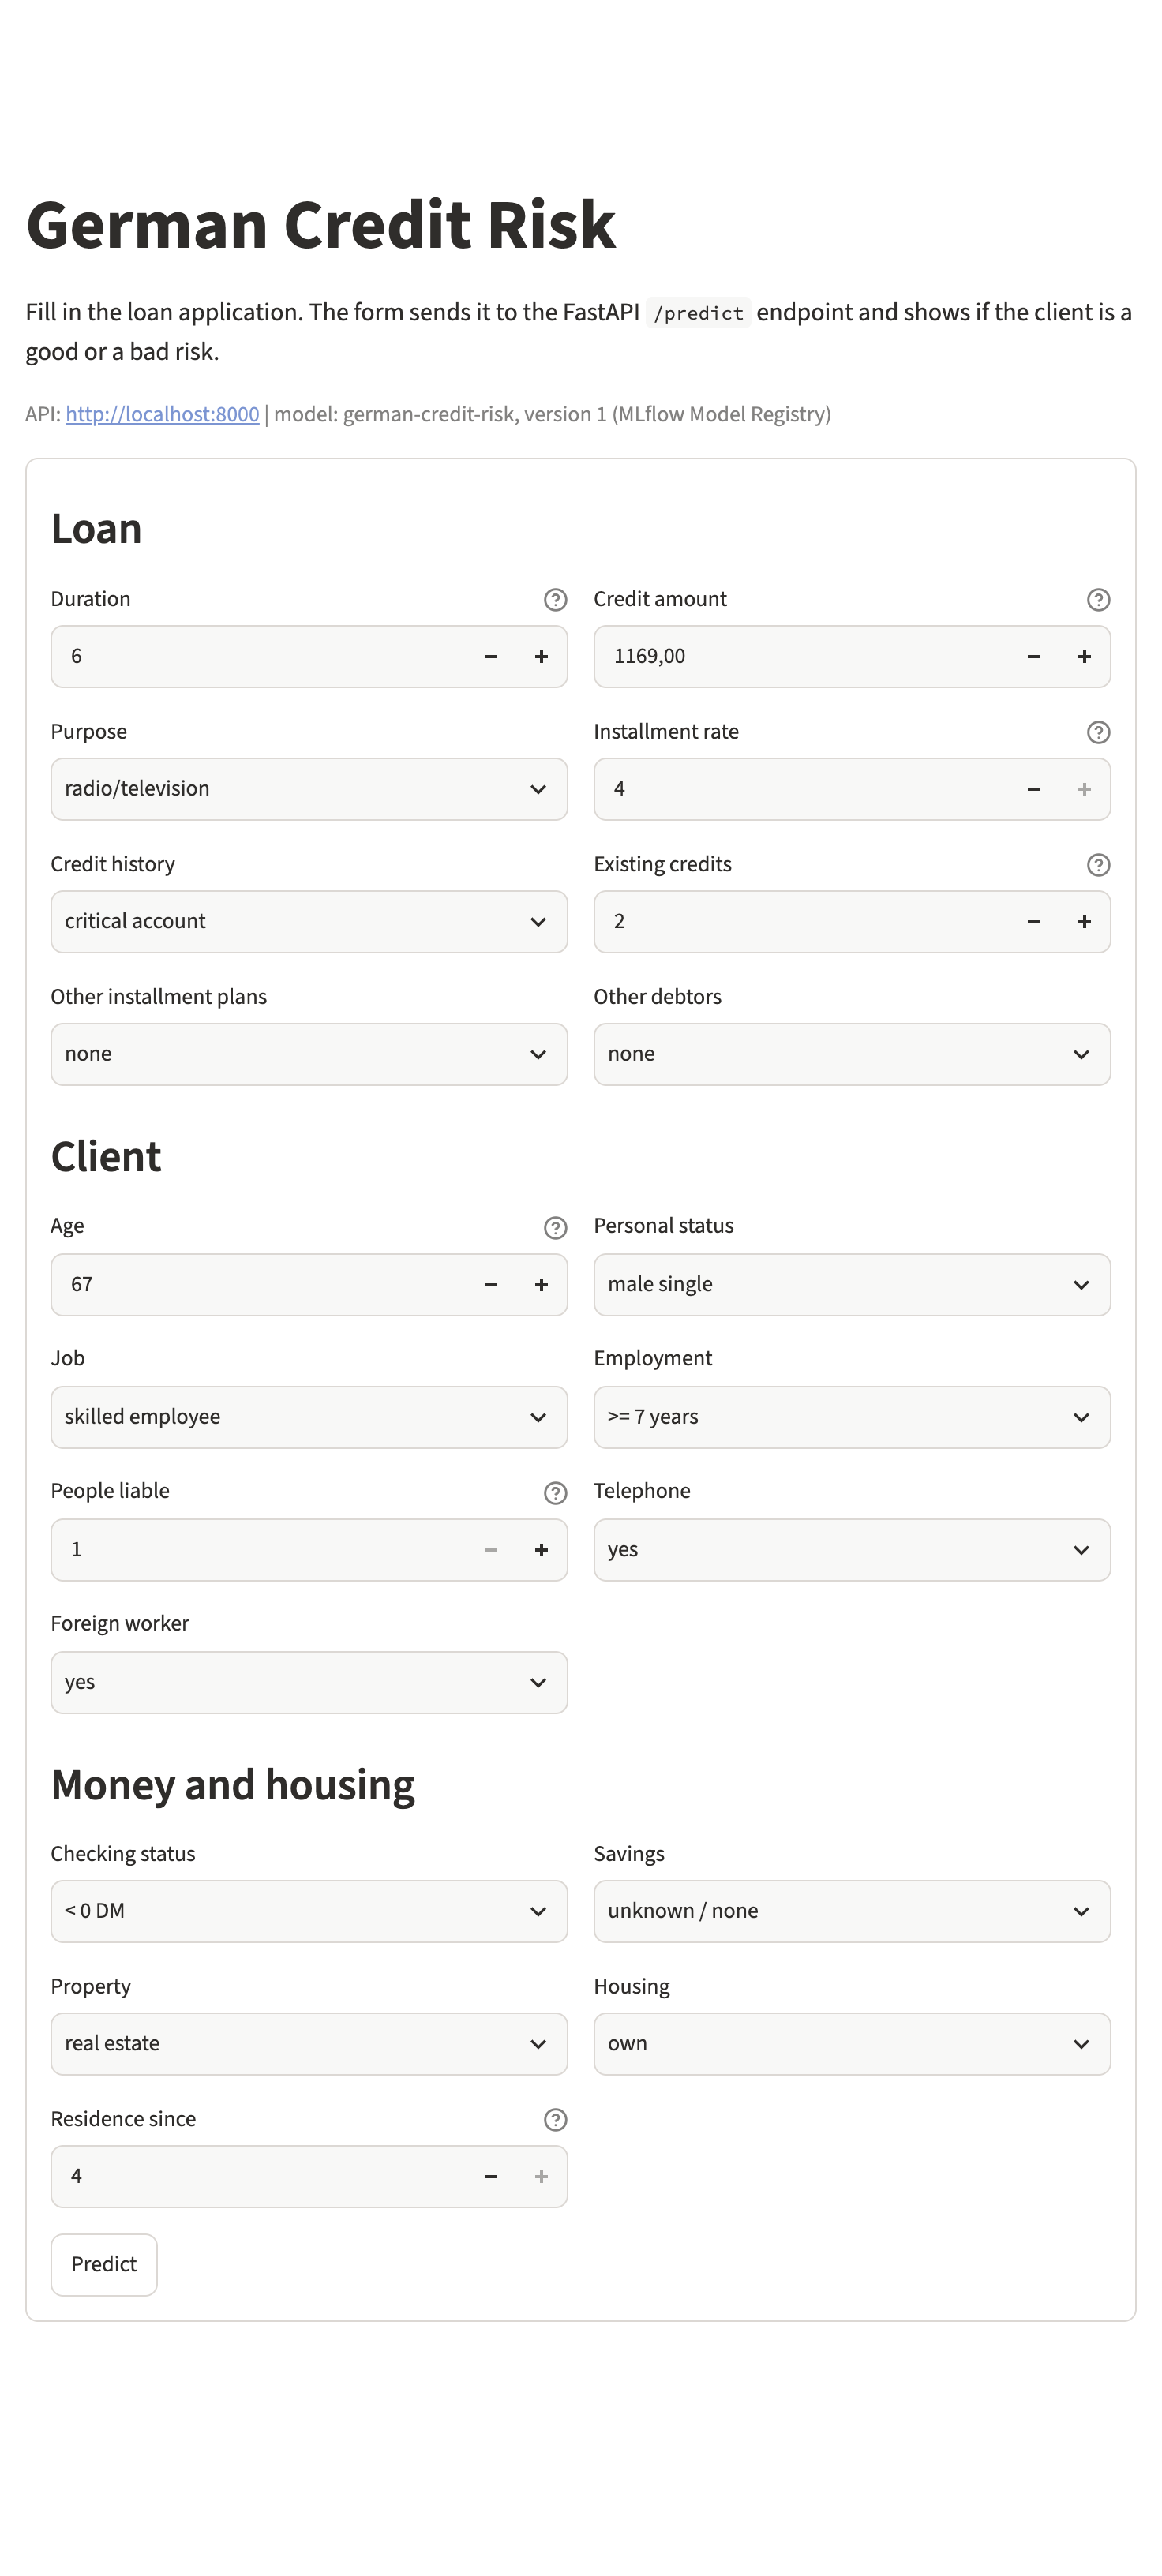 German Credit Risk
Fill in the loan application. The form sends it to the FastAPI /predict endpoint and shows if the client is a
good or a bad risk.
API: http://localhost:8000 | model: german-credit-risk, version 1 (MLflow Model Registry)
Loan
Duration
Credit amount
6
1169,00
Purpose
Installment rate
radio/television
4
Credit history
Existing credits
critical account
2
Other installment plans
Other debtors
none
none
Client
Age
Personal status
67
male single
Job
Employment
skilled employee
>= 7 years
People liable
Telephone
1
yes
Foreign worker
yes
Money and housing
Checking status
Savings
< 0 DM
unknown / none
Property
Housing
real estate
own
Residence since
4
Predict